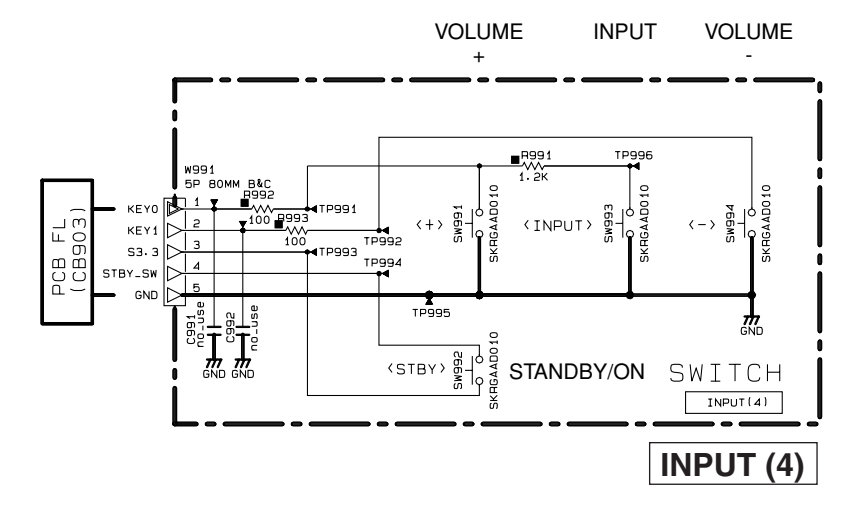 VOLUME INPUT VOLUME
+ -
W991
5P 80MM B&C
R991
1.2K
TP996
KEY0 1 R992 100 TP991
KEY1 2 R993 100 TP992
S3.3 3 TP993
STBY_SW 4 TP994
GND 5
TP995
PCB FL
(CB903)
<+> SW991 SKRGAAD010
<INPUT> SW993 SKRGAAD010
<-> SW994 SKRGAAD010
GND
C991 no_use
C992 no_use
GND GND
<STBY> SW992 SKRGAAD010
STANDBY/ON
SWITCH
INPUT(4)
INPUT (4)